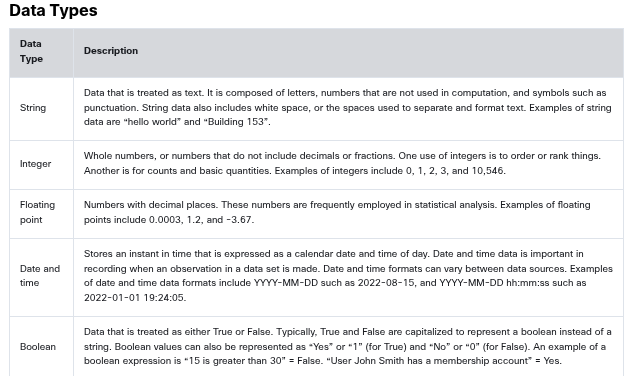 Data Types
Data
Type
Description
String
Data that is treated as text. It is composed of letters, numbers that are not used in computation, and symbols such as
punctuation. String data also includes white space, or the spaces used to separate and format text. Examples of string
data are “hello world” and “Building 153”.
Integer
Whole numbers, or numbers that do not include decimals or fractions. One use of integers is to order or rank things.
Another is for counts and basic quantities. Examples of integers include 0, 1, 2, 3, and 10,546.
Floating
point
Numbers with decimal places. These numbers are frequently employed in statistical analysis. Examples of floating
points include 0.0003, 1.2, and -3.67.
Date and
time
Stores an instant in time that is expressed as a calendar date and time of day. Date and time data is important in
recording when an observation in a data set is made. Date and time formats can vary between data sources. Examples
of date and time data formats include YYYY-MM-DD such as 2022-08-15, and YYYY-MM-DD hh:mm:ss such as
2022-01-01 19:24:05.
Boolean
Data that is treated as either True or False. Typically, True and False are capitalized to represent a boolean instead of a
string. Boolean values can also be represented as “Yes” or “1” (for True) and “No” or “0” (for False). An example of a
boolean expression is “15 is greater than 30” = False. “User John Smith has a membership account” = Yes.